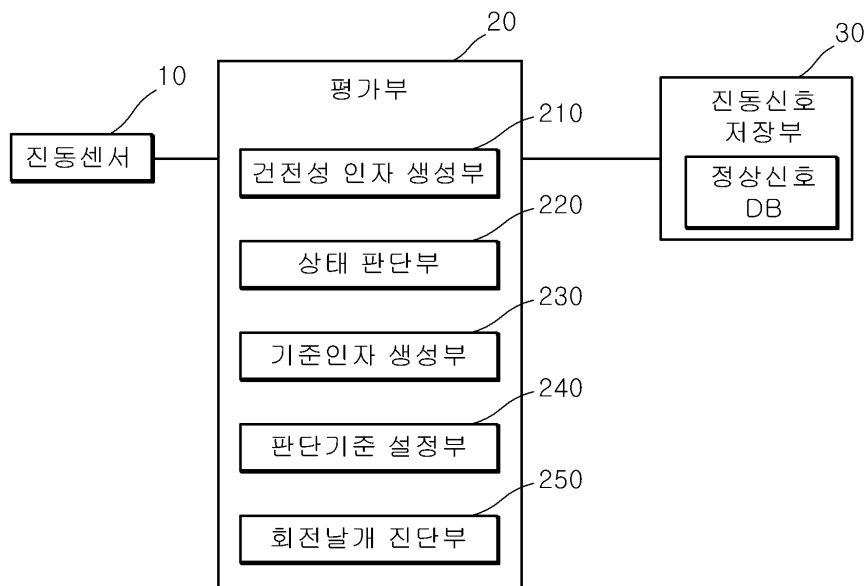 20
30
10
평가부
진동신호
저장부
진동센서
210
건전성 인자 생성부
정상신호
DB
220
상태 판단부
230
기준인자 생성부
240
판단기준 설정부
250
회전날개 진단부